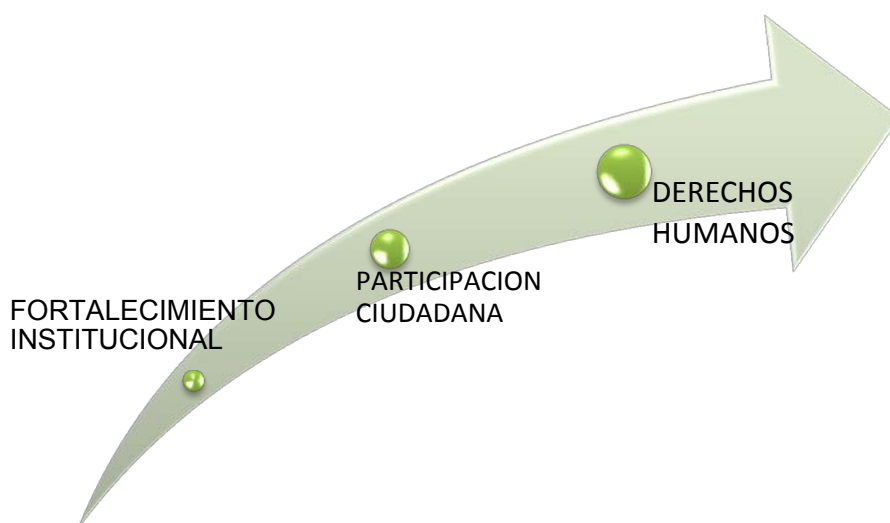 FORTALECIMIENTO
INSTITUCIONAL
PARTICIPACION
CIUDADANA
DERECHOS
HUMANOS